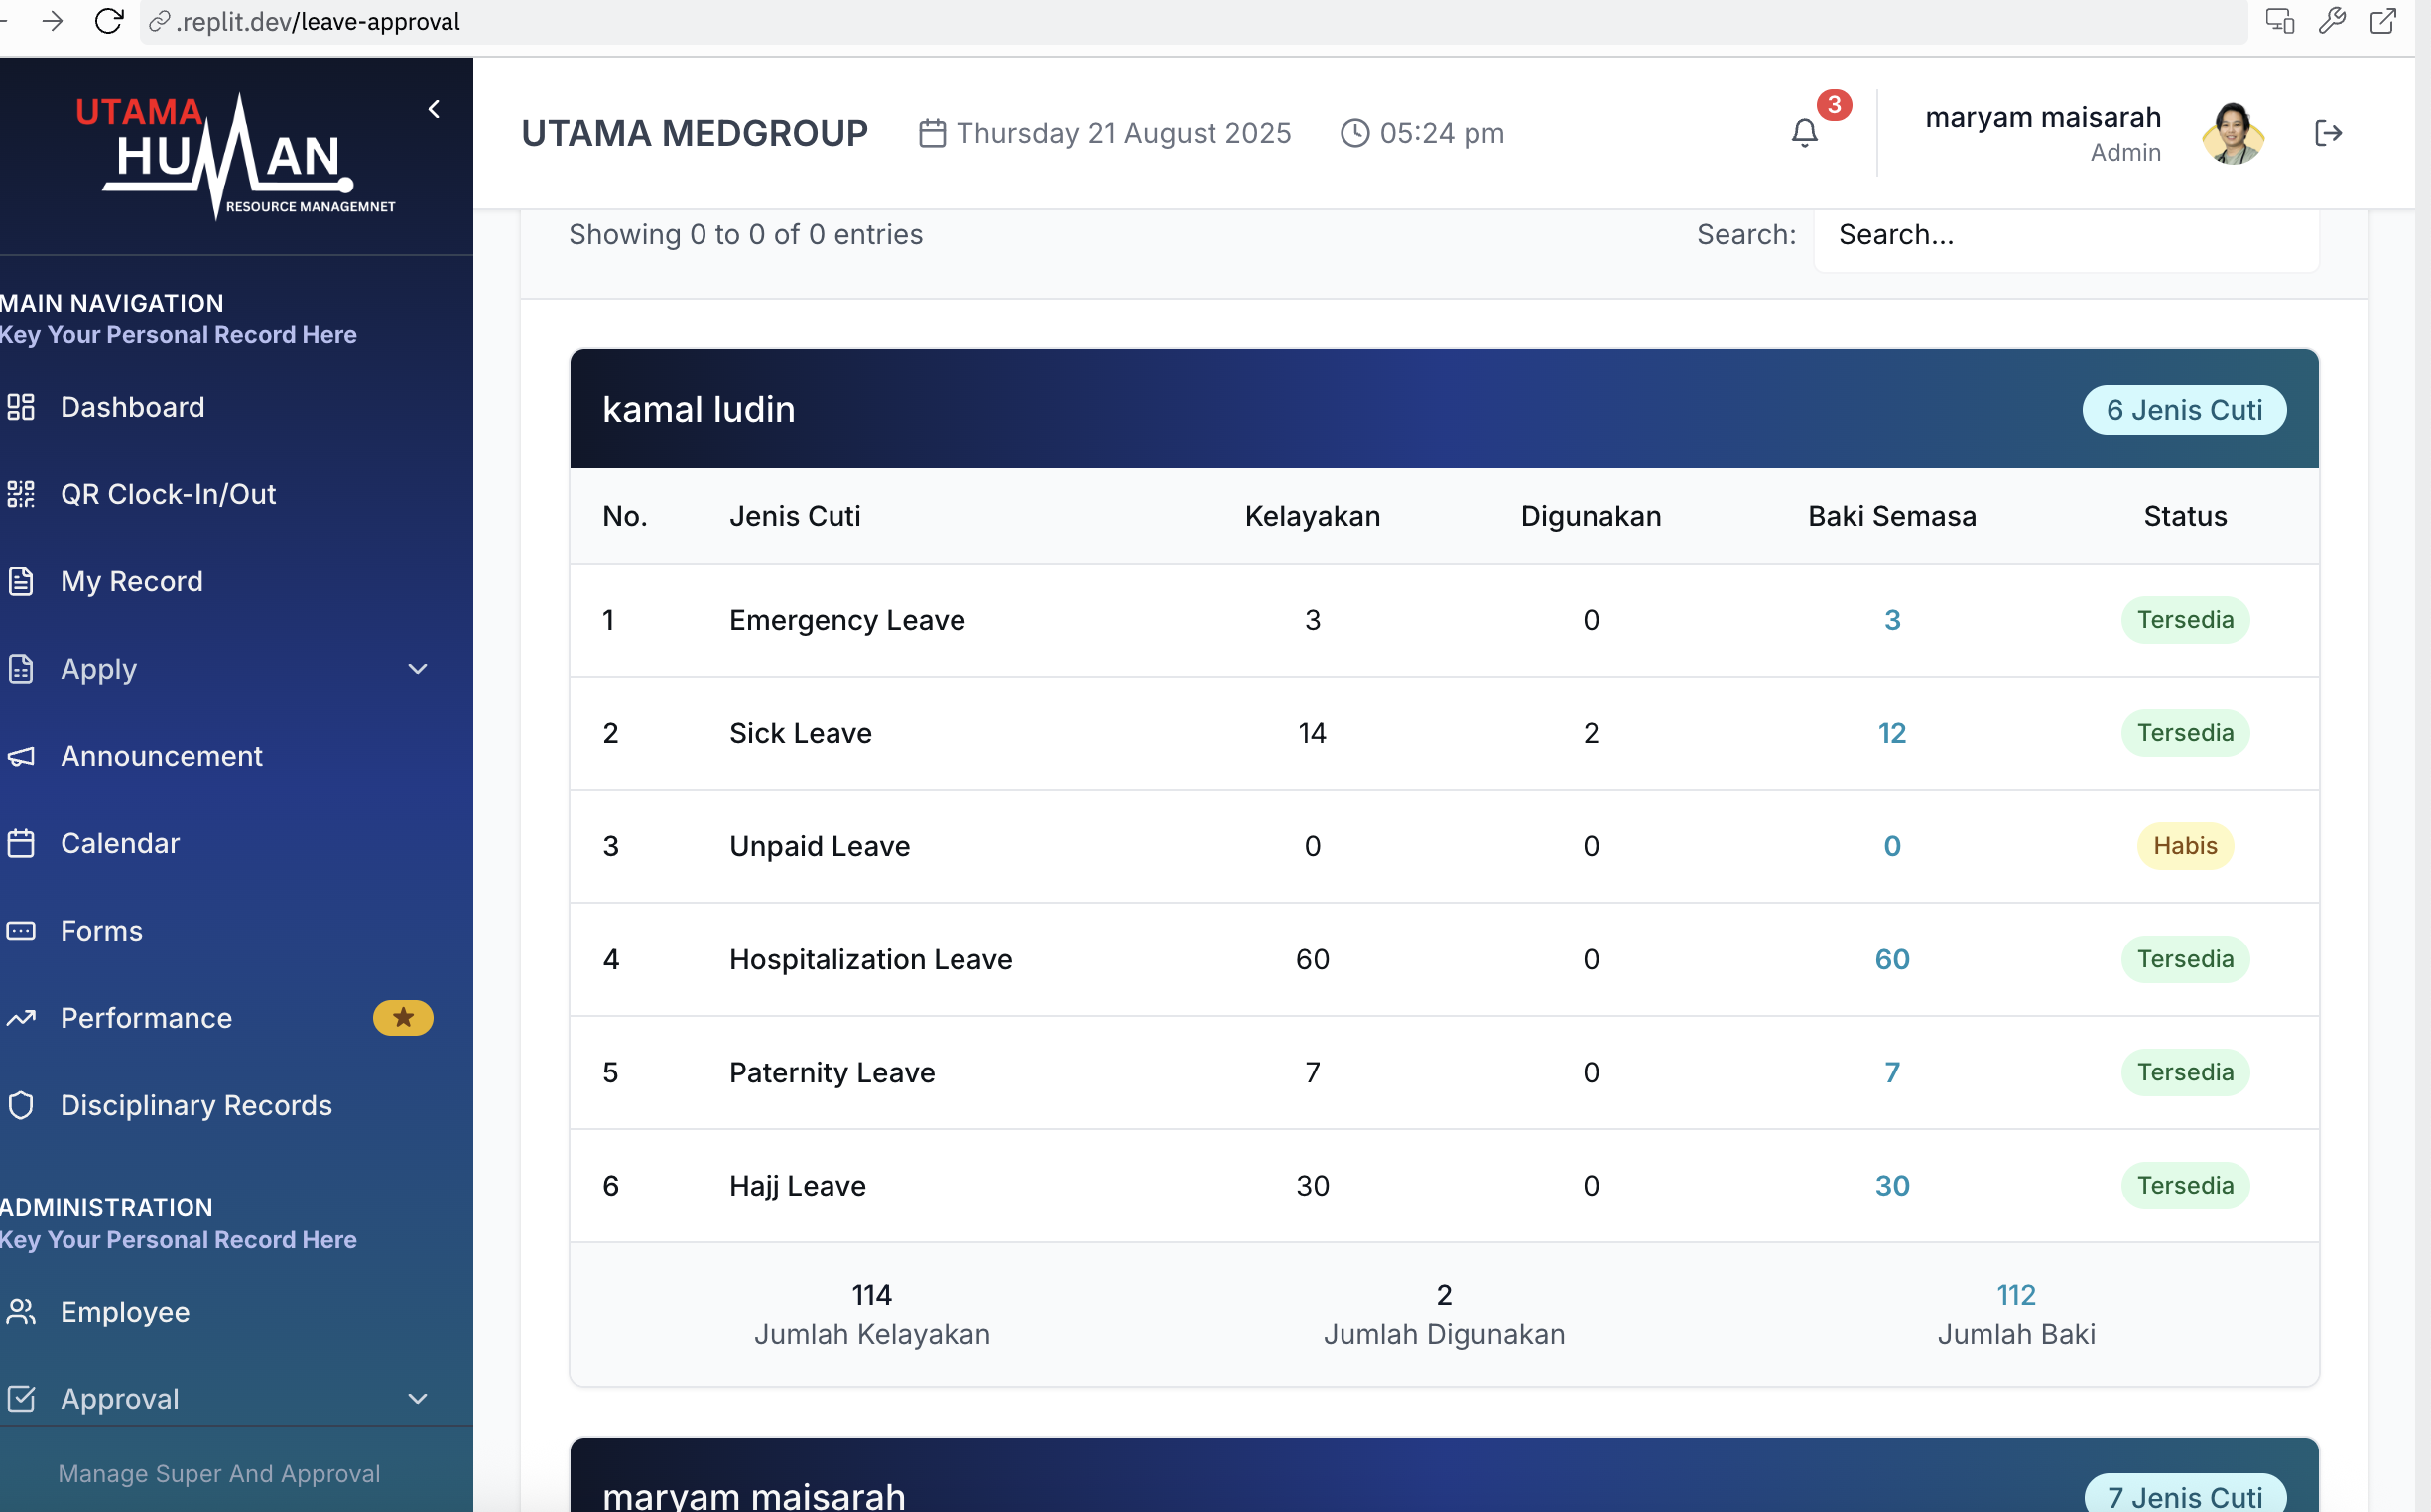 .replit.dev/leave-approval
UTAMA
HUMAN
RESOURCE MANAGEMNET
UTAMA MEDGROUP
Thursday 21 August 2025
05:24 pm
3
maryam maisarah
Admin
MAIN NAVIGATION
Key Your Personal Record Here
Dashboard
QR Clock-In/Out
My Record
Apply
Announcement
Calendar
Forms
Performance
Disciplinary Records
ADMINISTRATION
Key Your Personal Record Here
Employee
Approval
Manage Super And Approval
Showing 0 to 0 of 0 entries
Search: Search...
kamal ludin 6 Jenis Cuti
No. Jenis Cuti Kelayakan Digunakan Baki Semasa Status
1 Emergency Leave 3 0 3 Tersedia
2 Sick Leave 14 2 12 Tersedia
3 Unpaid Leave 0 0 0 Habis
4 Hospitalization Leave 60 0 60 Tersedia
5 Paternity Leave 7 0 7 Tersedia
6 Hajj Leave 30 0 30 Tersedia
114 2 112
Jumlah Kelayakan Jumlah Digunakan Jumlah Baki
maryam maisarah 7 Jenis Cuti